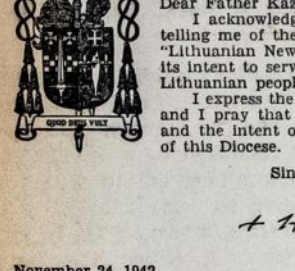 Dear Father Kaz
I acknowledg
telling me of the
"Lithuanian New
its intent to serv
Lithuanian peopl
I express the
and I pray that
and the intent o
of this Diocese.
Sin
QUOD DEUS VULT
November 24, 1942